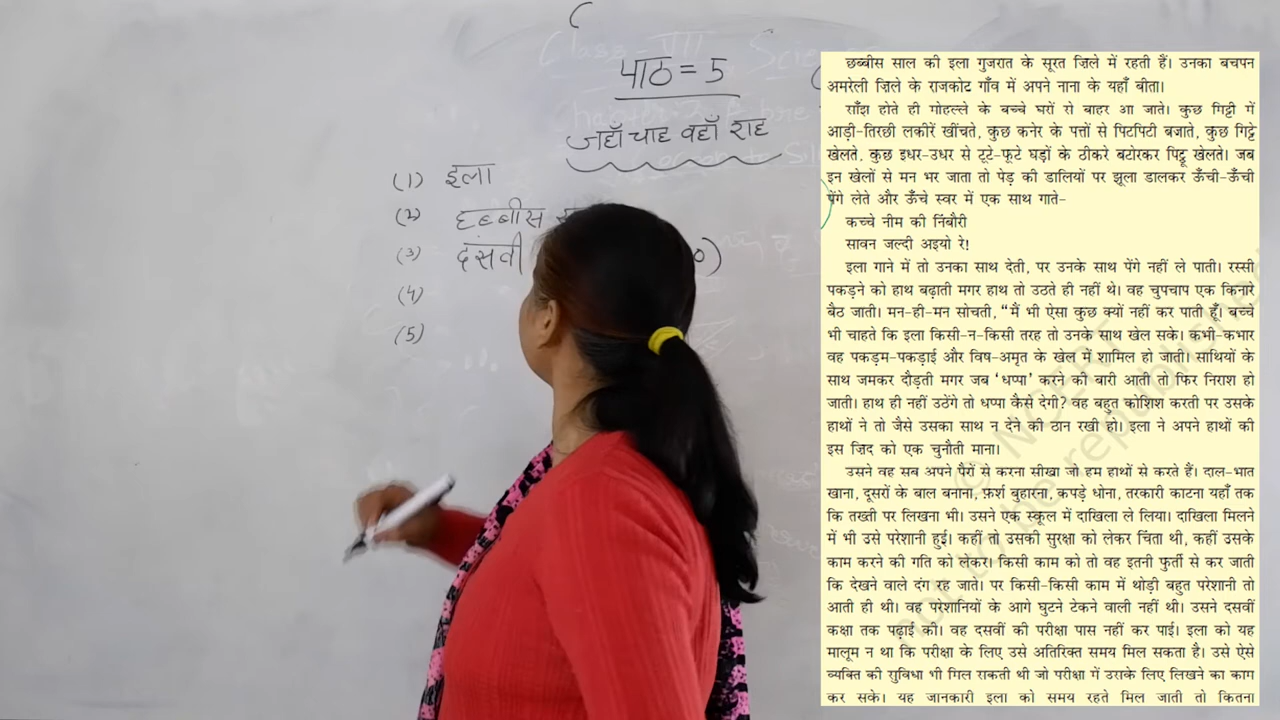 पाठ = 5
जहाँ चाह वहाँ राह
(1) इला
(2) छब्बीस
(3) दसवीं
(4)
(5)
छब्बीस साल की इला गुजरात के सूरत ज़िले में रहती हैं। उनका बचपन
अमरेली ज़िले के राजकोट गाँव में अपने नाना के यहाँ बीता।
साँझ होते ही मोहल्ले के बच्चे घरों से बाहर आ जाते। कुछ मिट्टी में
आड़ी-तिरछी लकीरें खींचते, कुछ कनेर के पत्तों से पिटपिटी बजाते, कुछ गिट्टे
खेलते, कुछ इधर-उधर से टूटे-फूटे घड़ों के ठीकरे बटोरकर पिट्ठू खेलते। जब
इन खेलों से मन भर जाता तो पेड़ की डालियों पर झूला डालकर ऊँची-ऊँची
पेंगे लेते और ऊँचे स्वर में एक साथ गाते-
कच्चे नीम की निंबौरी
सावन जल्दी अइयो रे!
इला गाने में तो उनका साथ देती, पर उनके साथ पेंगे नहीं ले पाती। रस्सी
पकड़ने को हाथ बढ़ाती मगर हाथ तो उठते ही नहीं थे। वह चुपचाप एक किनारे
बैठ जाती। मन-ही-मन सोचती, “मैं भी ऐसा कुछ क्यों नहीं कर पाती हूँ। बच्चे
भी चाहते कि इला किसी-न-किसी तरह तो उनके साथ खेल सके। कभी-कभार
वह पकड़म-पकड़ाई और विष-अमृत के खेल में शामिल हो जाती। साथियों के
साथ जमकर दौड़ती मगर जब ‘धप्पा’ करने की बारी आती तो फिर निराश हो
जाती। हाथ ही नहीं उठेंगे तो धप्पा कैसे देगी? वह बहुत कोशिश करती पर उसके
हाथों ने तो जैसे उसका साथ न देने की ठान रखी हो। इला ने अपने हाथों की
इस ज़िद को एक चुनौती माना।
उसने वह सब अपने पैरों से करना सीखा जो हम हाथों से करते हैं। दाल-भात
खाना, दूसरों के बाल बनाना, फ़र्श बुहारना, कपड़े धोना, तरकारी काटना यहाँ तक
कि तख्ती पर लिखना भी। उसने एक स्कूल में दाखिला ले लिया। दाखिला मिलने
में भी उसे परेशानी हुई। कहीं तो उसकी सुरक्षा को लेकर चिंता थी, कहीं उसके
काम करने की गति को लेकर। किसी काम को तो वह इतनी फुर्ती से कर जाती
कि देखने वाले दंग रह जाते। पर किसी-किसी काम में थोड़ी बहुत परेशानी तो
आती ही थी। वह परेशानियों के आगे घुटने टेकने वाली नहीं थी। उसने दसवीं
कक्षा तक पढ़ाई की। वह दसवीं की परीक्षा पास नहीं कर पाई। इला को यह
मालूम न था कि परीक्षा के लिए उसे अतिरिक्त समय मिल सकता है। उसे ऐसे
व्यक्ति की सुविधा भी मिल सकती थी जो परीक्षा में उसके लिए लिखने का काम
कर सके। यह जानकारी इला को समय रहते मिल जाती तो कितना